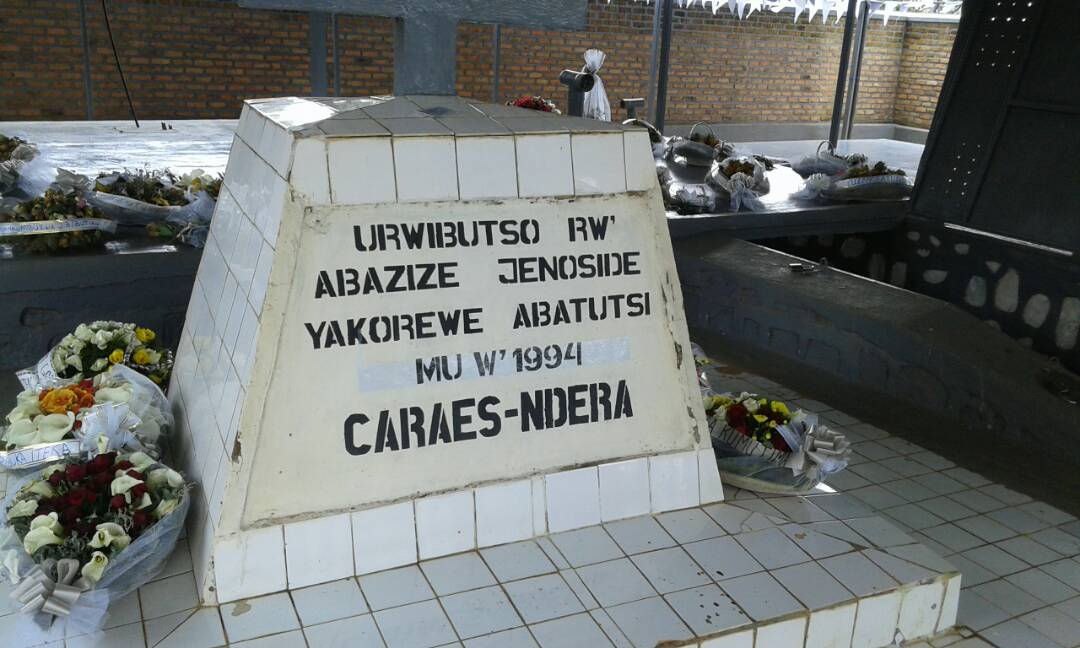 URWIBUTSO RW'
ABAZIZE JENOSIDE
YAKOREWE ABATUTSI
MU W'1994
CARAES-NDERA